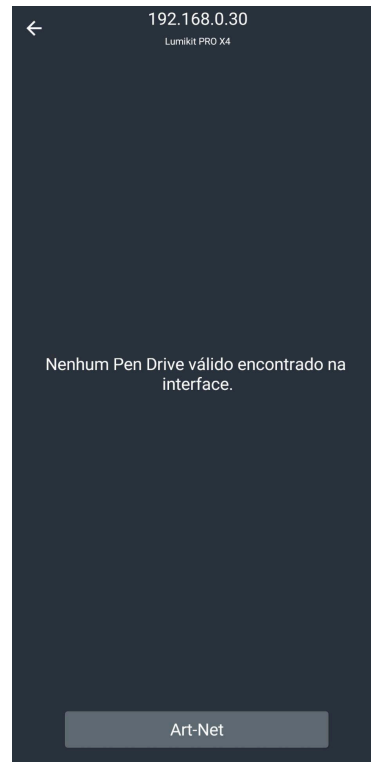 192.168.0.30
Lumikit PRO X4
Nenhum Pen Drive válido encontrado na
interface.
Art-Net